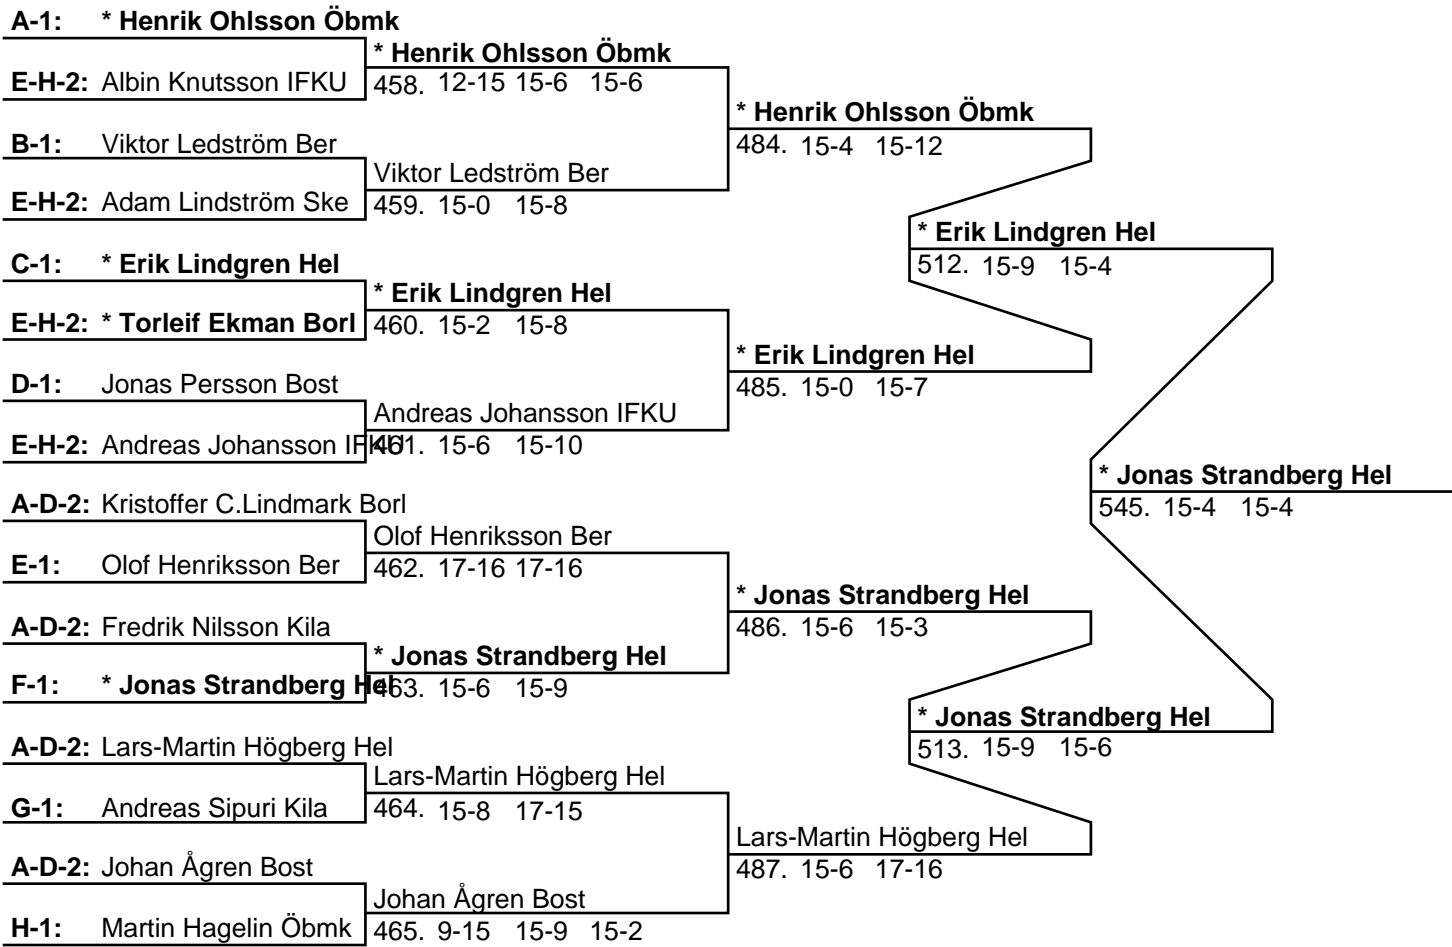 A-1: * Henrik Ohlsson Öbmk
* Henrik Ohlsson Öbmk
E-H-2: Albin Knutsson IFKU
458. 12-15 15-6 15-6
* Henrik Ohlsson Öbmk
484. 15-4 15-12
B-1: Viktor Ledström Ber
Viktor Ledström Ber
E-H-2: Adam Lindström Ske
459. 15-0 15-8
* Erik Lindgren Hel
512. 15-9 15-4
C-1: * Erik Lindgren Hel
* Erik Lindgren Hel
E-H-2: * Torleif Ekman Borl
460. 15-2 15-8
* Erik Lindgren Hel
485. 15-0 15-7
D-1: Jonas Persson Bost
Andreas Johansson IFKU
E-H-2: Andreas Johansson IFKU
461. 15-6 15-10
* Jonas Strandberg Hel
545. 15-4 15-4
A-D-2: Kristoffer C.Lindmark Borl
Olof Henriksson Ber
E-1: Olof Henriksson Ber
462. 17-16 17-16
* Jonas Strandberg Hel
486. 15-6 15-3
A-D-2: Fredrik Nilsson Kila
* Jonas Strandberg Hel
F-1: * Jonas Strandberg Hel
463. 15-6 15-9
* Jonas Strandberg Hel
513. 15-9 15-6
A-D-2: Lars-Martin Högberg Hel
Lars-Martin Högberg Hel
G-1: Andreas Sipuri Kila
464. 15-8 17-15
Lars-Martin Högberg Hel
487. 15-6 17-16
A-D-2: Johan Ågren Bost
Johan Ågren Bost
H-1: Martin Hagelin Öbmk
465. 9-15 15-9 15-2